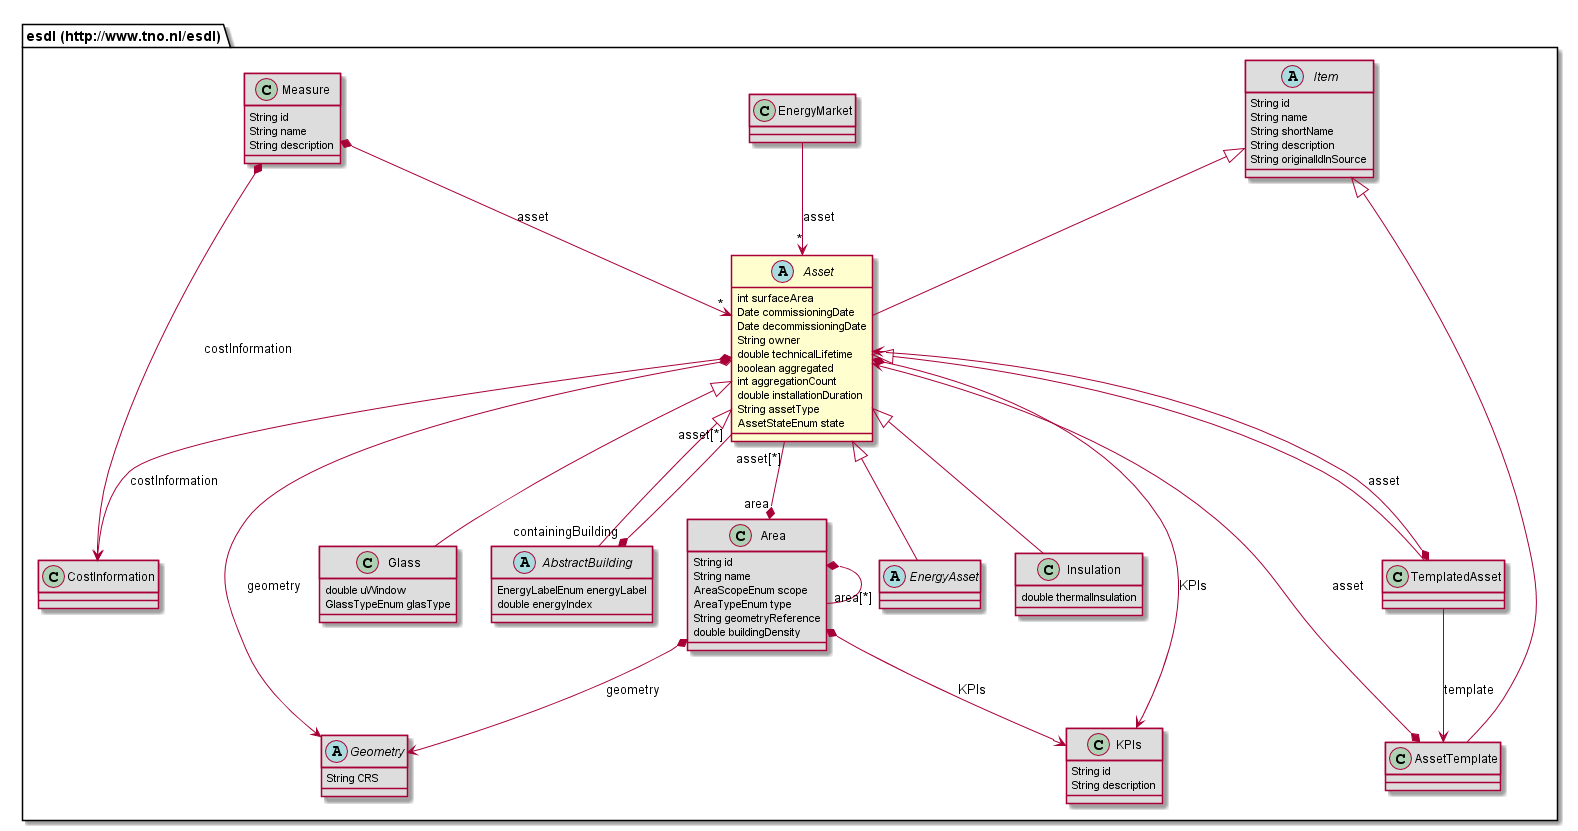 esdl (http://www.tno.nl/esdl)
C Measure
String id
String name
String description
C EnergyMarket
A Item
String id
String name
String shortName
String description
String originalIdInSource
asset
asset
*
*
A Asset
int surfaceArea
Date commissioningDate
Date decommissioningDate
String owner
double technicalLifetime
boolean aggregated
int aggregationCount
double installationDuration
String assetType
AssetStateEnum state
costInformation
costInformation
asset[*]
asset[*]
asset
containingBuilding
area
C CostInformation
geometry
C Glass
double uWindow
GlassTypeEnum glasType
A AbstractBuilding
EnergyLabelEnum energyLabel
double energyIndex
C Area
String id
String name
AreaScopeEnum scope
AreaTypeEnum type
String geometryReference
double buildingDensity
area[*]
A EnergyAsset
C Insulation
double thermalInsulation
KPIs
asset
C TemplatedAsset
geometry
KPIs
template
A Geometry
String CRS
C KPIs
String id
String description
C AssetTemplate